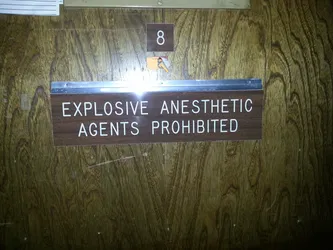 8
EXPLOSIVE ANESTHETIC
AGENTS PROHIBITED